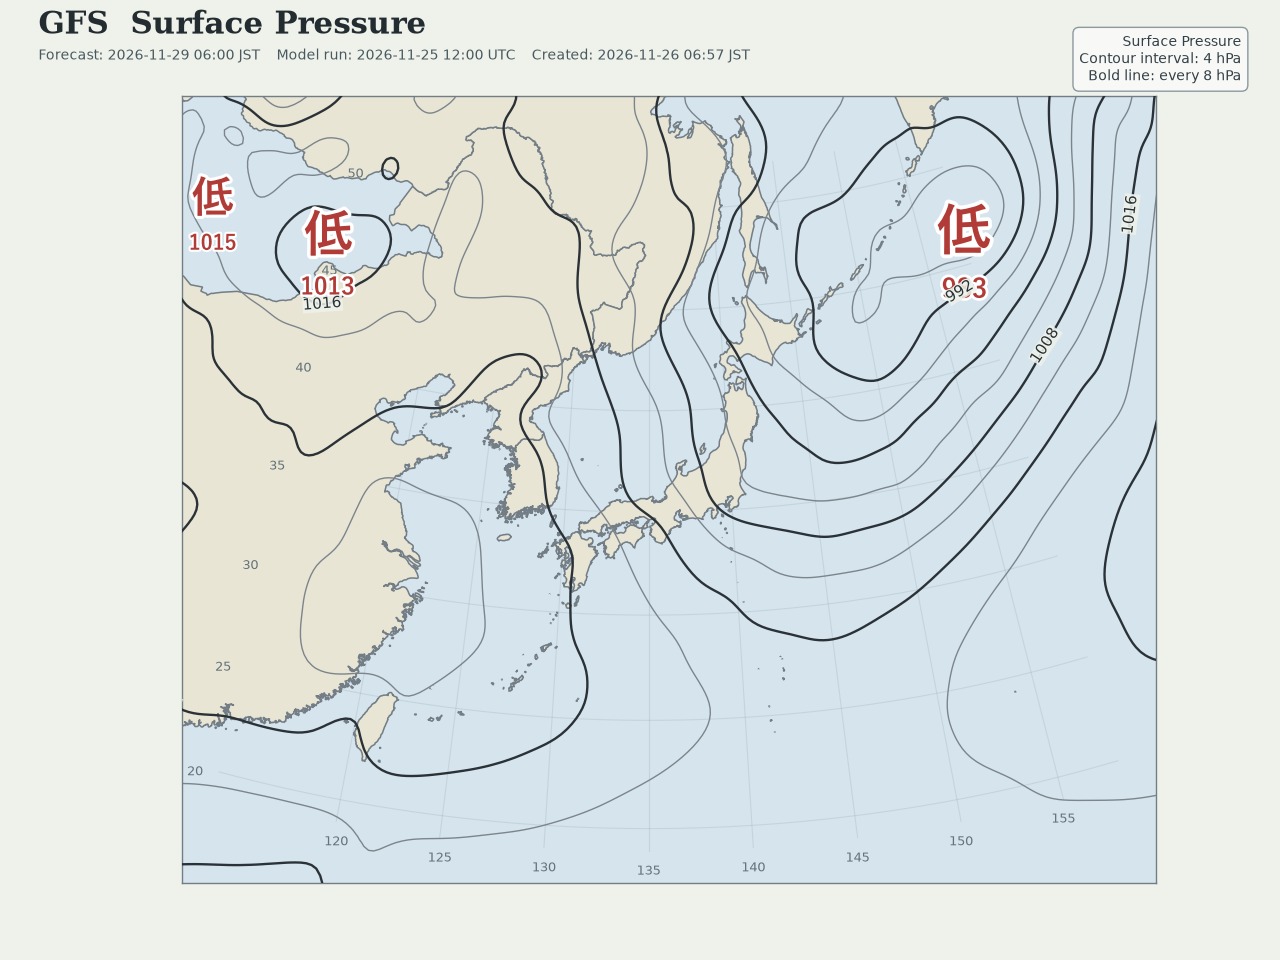 GFS  Surface Pressure
Forecast: 2026-11-29 06:00 JST    Model run: 2026-11-25 12:00 UTC    Created: 2026-11-26 06:57 JST
Surface Pressure
Contour interval: 4 hPa
Bold line: every 8 hPa
50
低
1015
低
45
1013
1016
低
992
1016
1008
40
35
30
25
20
120
125
130
135
140
145
150
155